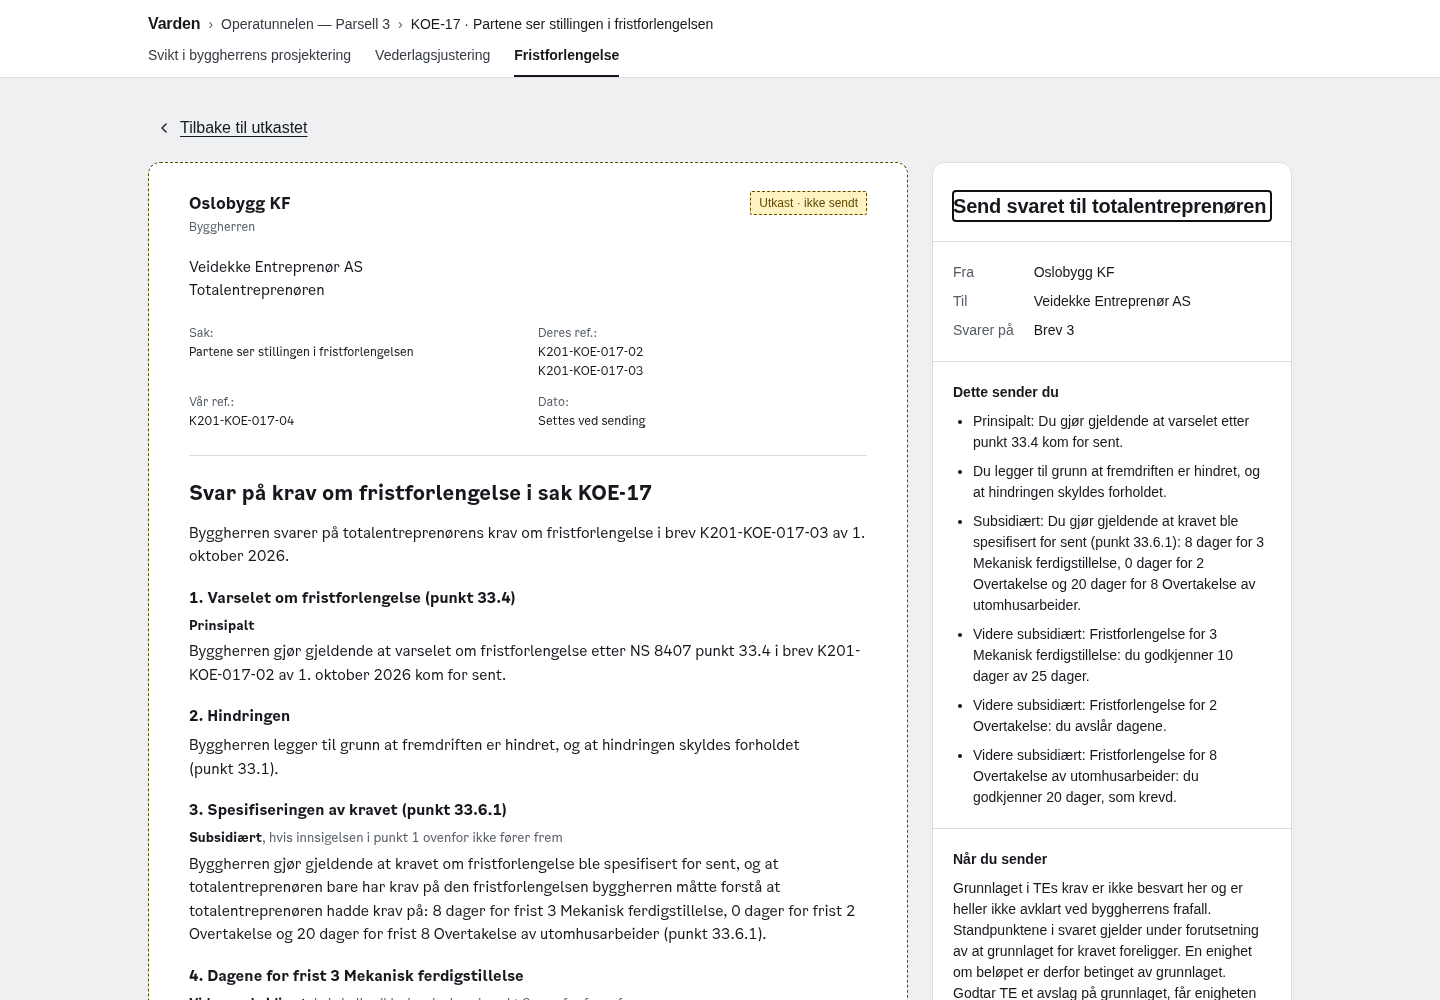 Varden › Operatunnelen — Parsell 3 › KOE-17 · Partene ser stillingen i fristforlengelsen
Svikt i byggherrens prosjektering Vederlagsjustering Fristforlengelse
Tilbake til utkastet
Oslobygg KF
Utkast · ikke sendt
Byggherren
Veidekke Entreprenør AS
Totalentreprenøren
Sak:
Partene ser stillingen i fristforlengelsen
Deres ref.:
K201-KOE-017-02
K201-KOE-017-03
Vår ref.:
K201-KOE-017-04
Dato:
Settes ved sending
Svar på krav om fristforlengelse i sak KOE-17
Byggherren svarer på totalentreprenørens krav om fristforlengelse i brev K201-KOE-017-03 av 1.
oktober 2026.
1. Varselet om fristforlengelse (punkt 33.4)
Prinsipalt
Byggherren gjør gjeldende at varselet om fristforlengelse etter NS 8407 punkt 33.4 i brev K201-
KOE-017-02 av 1. oktober 2026 kom for sent.
2. Hindringen
Byggherren legger til grunn at fremdriften er hindret, og at hindringen skyldes forholdet
(punkt 33.1).
3. Spesifiseringen av kravet (punkt 33.6.1)
Subsidiært, hvis innsigelsen i punkt 1 ovenfor ikke fører frem
Byggherren gjør gjeldende at kravet om fristforlengelse ble spesifisert for sent, og at
totalentreprenøren bare har krav på den fristforlengelsen byggherren måtte forstå at
totalentreprenøren hadde krav på: 8 dager for frist 3 Mekanisk ferdigstillelse, 0 dager for frist 2
Overtakelse og 20 dager for frist 8 Overtakelse av utomhusarbeider (punkt 33.6.1).
4. Dagene for frist 3 Mekanisk ferdigstillelse
Send svaret til totalentreprenøren
Fra Oslobygg KF
Til Veidekke Entreprenør AS
Svarer på Brev 3
Dette sender du
• Prinsipalt: Du gjør gjeldende at varselet etter
punkt 33.4 kom for sent.
• Du legger til grunn at fremdriften er hindret, og
at hindringen skyldes forholdet.
• Subsidiært: Du gjør gjeldende at kravet ble
spesifisert for sent (punkt 33.6.1): 8 dager for 3
Mekanisk ferdigstillelse, 0 dager for 2
Overtakelse og 20 dager for 8 Overtakelse av
utomhusarbeider.
• Videre subsidiært: Fristforlengelse for 3
Mekanisk ferdigstillelse: du godkjenner 10
dager av 25 dager.
• Videre subsidiært: Fristforlengelse for 2
Overtakelse: du avslår dagene.
• Videre subsidiært: Fristforlengelse for 8
Overtakelse av utomhusarbeider: du
godkjenner 20 dager, som krevd.
Når du sender
Grunnlaget i TEs krav er ikke besvart her og er
heller ikke avklart ved byggherrens frafall.
Standpunktene i svaret gjelder under forutsetning
av at grunnlaget for kravet foreligger. En enighet
om beløpet er derfor betinget av grunnlaget.
Godtar TE et avslag på grunnlaget, får enigheten